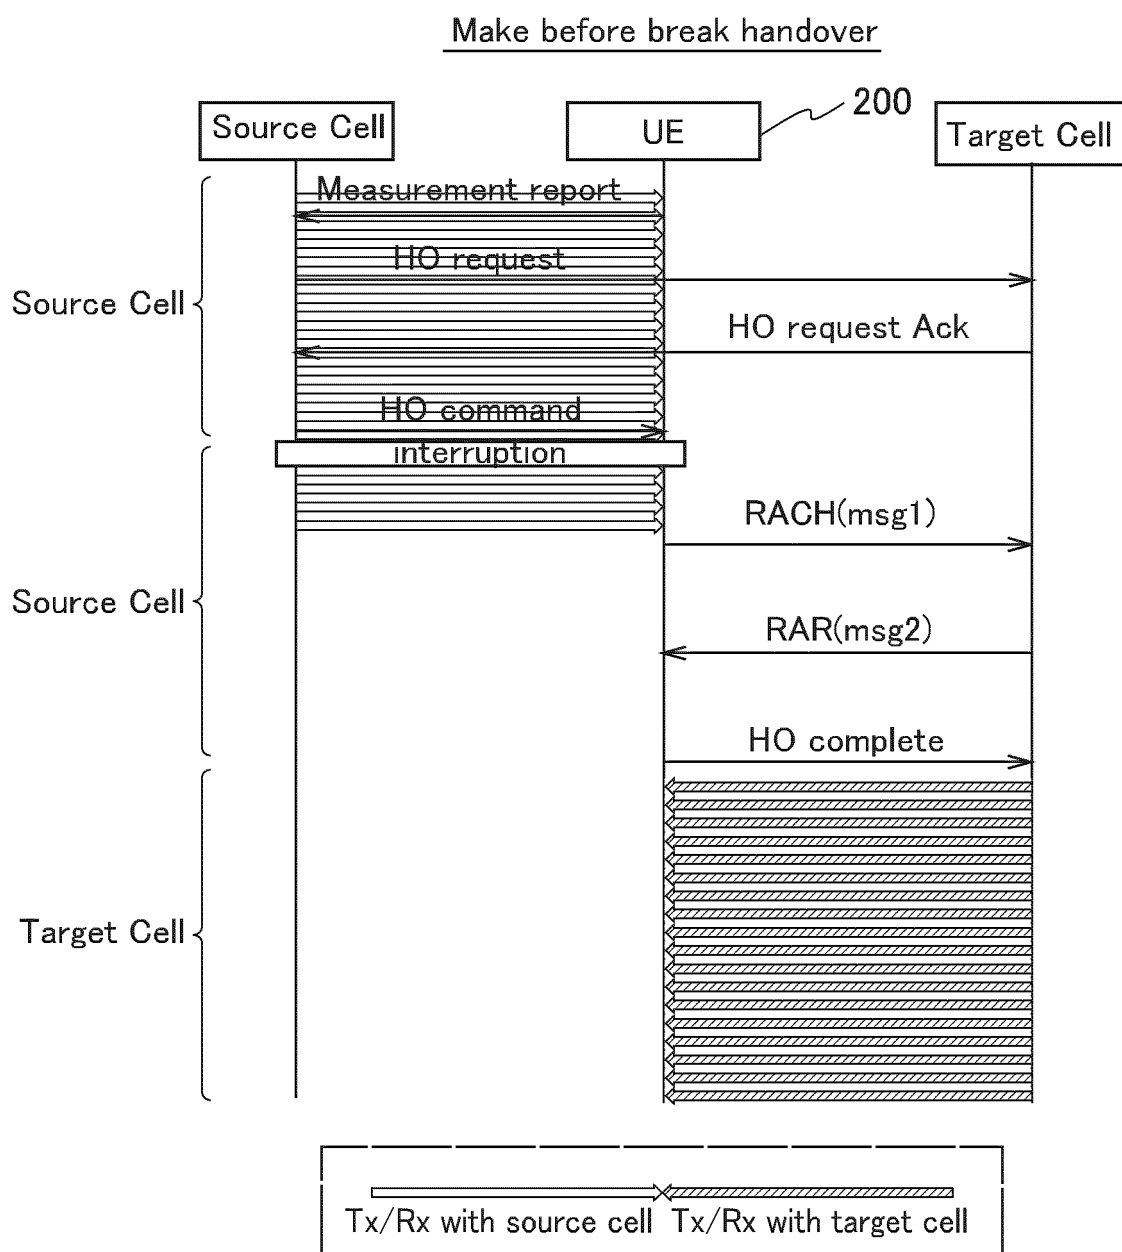 Make before break handover
200
Source Cell
UE
Target Cell
Measurement report
HO request
Source Cell
HO request Ack
HO command
interruption
RACH(msg1)
Source Cell
RAR(msg2)
HO complete
Target Cell
Tx/Rx with source cell
Tx/Rx with target cell